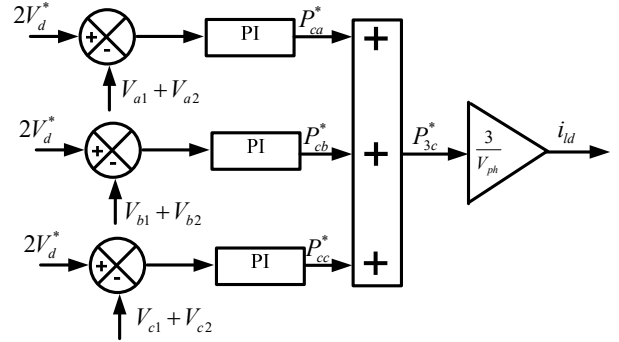 2V_d^* + - PI P_{ca}^* +
V_{a1} + V_{a2}
2V_d^* + - PI P_{cb}^* + P_{3c}^* 3/V_{ph} i_{ld}
V_{b1} + V_{b2}
2V_d^* + - PI P_{cc}^* +
V_{c1} + V_{c2}